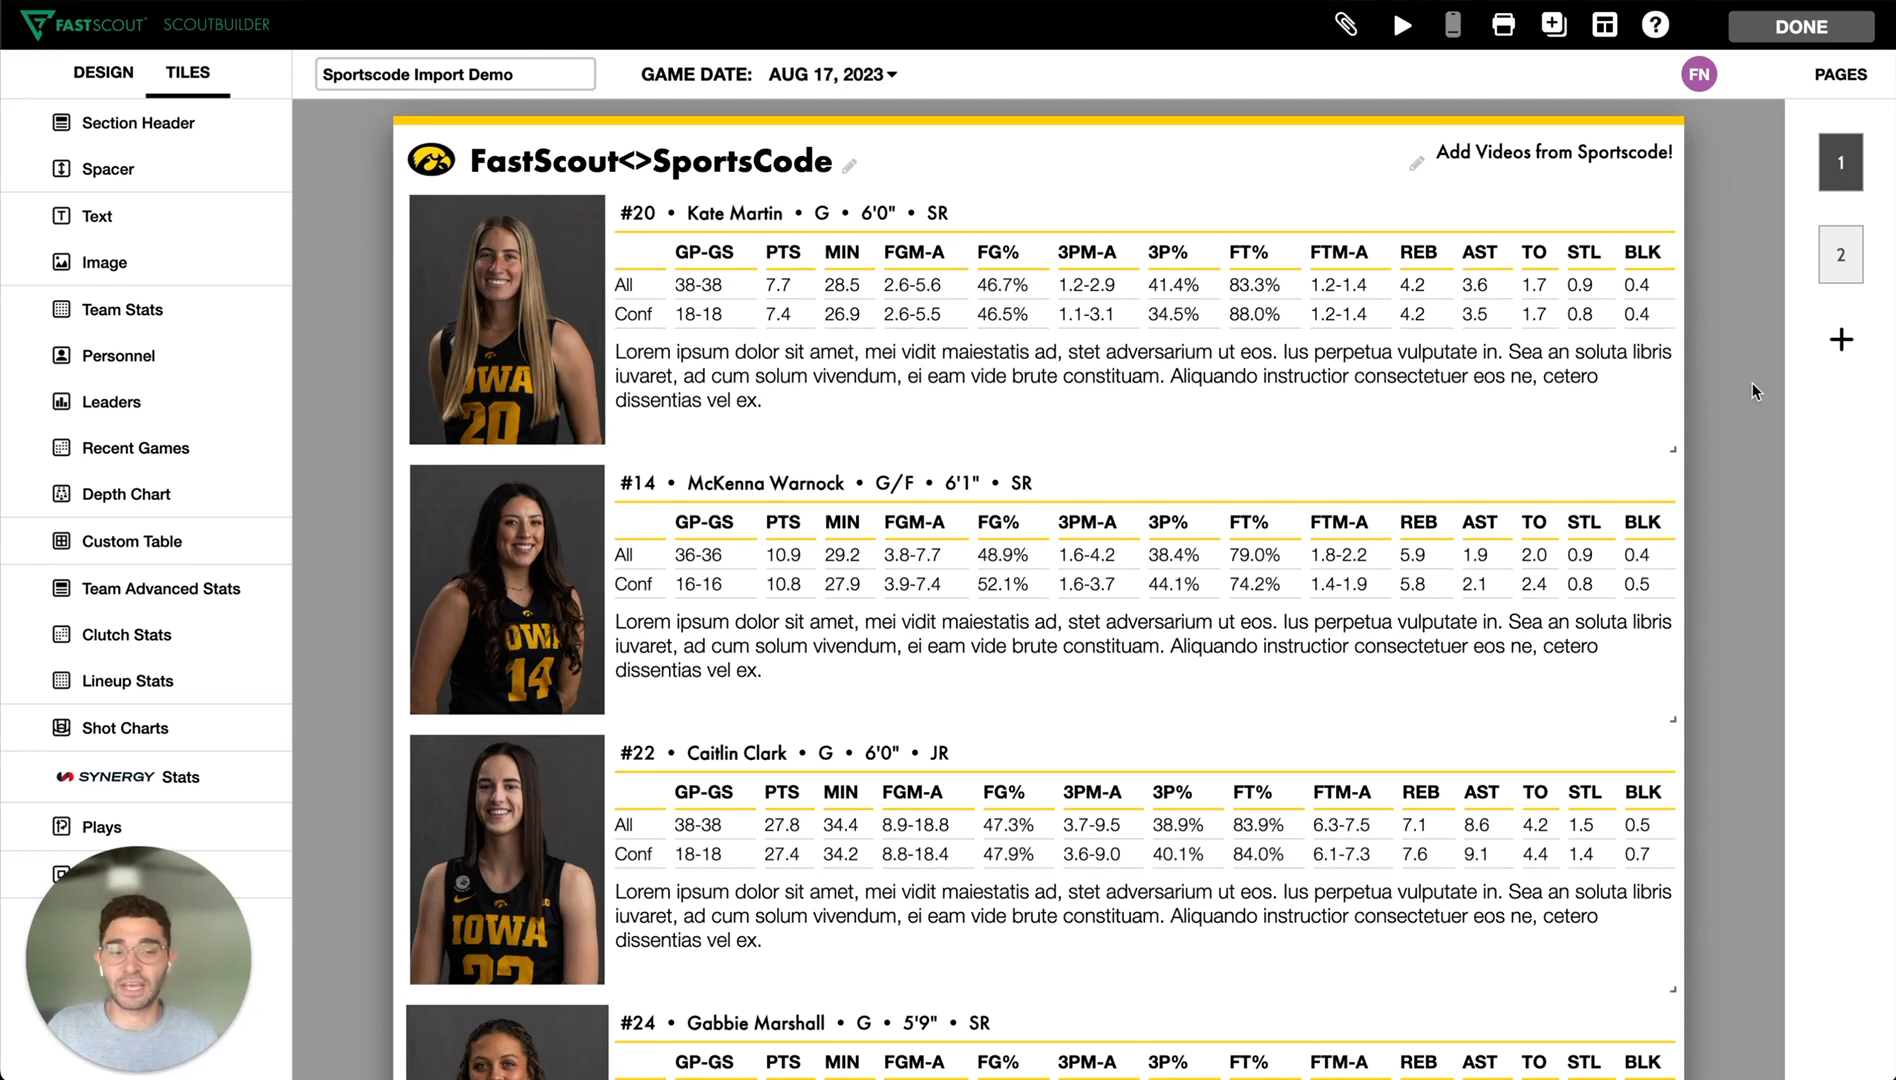 FASTSCOUT SCOUTBUILDER
DONE
DESIGN TILES
Sportscode Import Demo
GAME DATE: AUG 17, 2023
FN
PAGES
Section Header
Spacer
Text
Image
Team Stats
Personnel
Leaders
Recent Games
Depth Chart
Custom Table
Team Advanced Stats
Clutch Stats
Lineup Stats
Shot Charts
SYNERGY Stats
Plays
FastScout<>SportsCode
Add Videos from Sportscode!
#20 • Kate Martin • G • 6'0" • SR
GP-GS PTS MIN FGM-A FG% 3PM-A 3P% FT% FTM-A REB AST TO STL BLK
All 38-38 7.7 28.5 2.6-5.6 46.7% 1.2-2.9 41.4% 83.3% 1.2-1.4 4.2 3.6 1.7 0.9 0.4
Conf 18-18 7.4 26.9 2.6-5.5 46.5% 1.1-3.1 34.5% 88.0% 1.2-1.4 4.2 3.5 1.7 0.8 0.4
Lorem ipsum dolor sit amet, mei vidit maiestatis ad, stet adversarium ut eos. Ius perpetua vulputate in. Sea an soluta libris
iuvaret, ad cum solum vivendum, ei eam vide brute constituam. Aliquando instructior consectetuer eos ne, cetero
dissentias vel ex.
IOWA
20
#14 • McKenna Warnock • G/F • 6'1" • SR
GP-GS PTS MIN FGM-A FG% 3PM-A 3P% FT% FTM-A REB AST TO STL BLK
All 36-36 10.9 29.2 3.8-7.7 48.9% 1.6-4.2 38.4% 79.0% 1.8-2.2 5.9 1.9 2.0 0.9 0.4
Conf 16-16 10.8 27.9 3.9-7.4 52.1% 1.6-3.7 44.1% 74.2% 1.4-1.9 5.8 2.1 2.4 0.8 0.5
Lorem ipsum dolor sit amet, mei vidit maiestatis ad, stet adversarium ut eos. Ius perpetua vulputate in. Sea an soluta libris
iuvaret, ad cum solum vivendum, ei eam vide brute constituam. Aliquando instructior consectetuer eos ne, cetero
dissentias vel ex.
IOWA
14
#22 • Caitlin Clark • G • 6'0" • JR
GP-GS PTS MIN FGM-A FG% 3PM-A 3P% FT% FTM-A REB AST TO STL BLK
All 38-38 27.8 34.4 8.9-18.8 47.3% 3.7-9.5 38.9% 83.9% 6.3-7.5 7.1 8.6 4.2 1.5 0.5
Conf 18-18 27.4 34.2 8.8-18.4 47.9% 3.6-9.0 40.1% 84.0% 6.1-7.3 7.6 9.1 4.4 1.4 0.7
Lorem ipsum dolor sit amet, mei vidit maiestatis ad, stet adversarium ut eos. Ius perpetua vulputate in. Sea an soluta libris
iuvaret, ad cum solum vivendum, ei eam vide brute constituam. Aliquando instructior consectetuer eos ne, cetero
dissentias vel ex.
IOWA
22
#24 • Gabbie Marshall • G • 5'9" • SR
GP-GS PTS MIN FGM-A FG% 3PM-A 3P% FT% FTM-A REB AST TO STL BLK
1
2